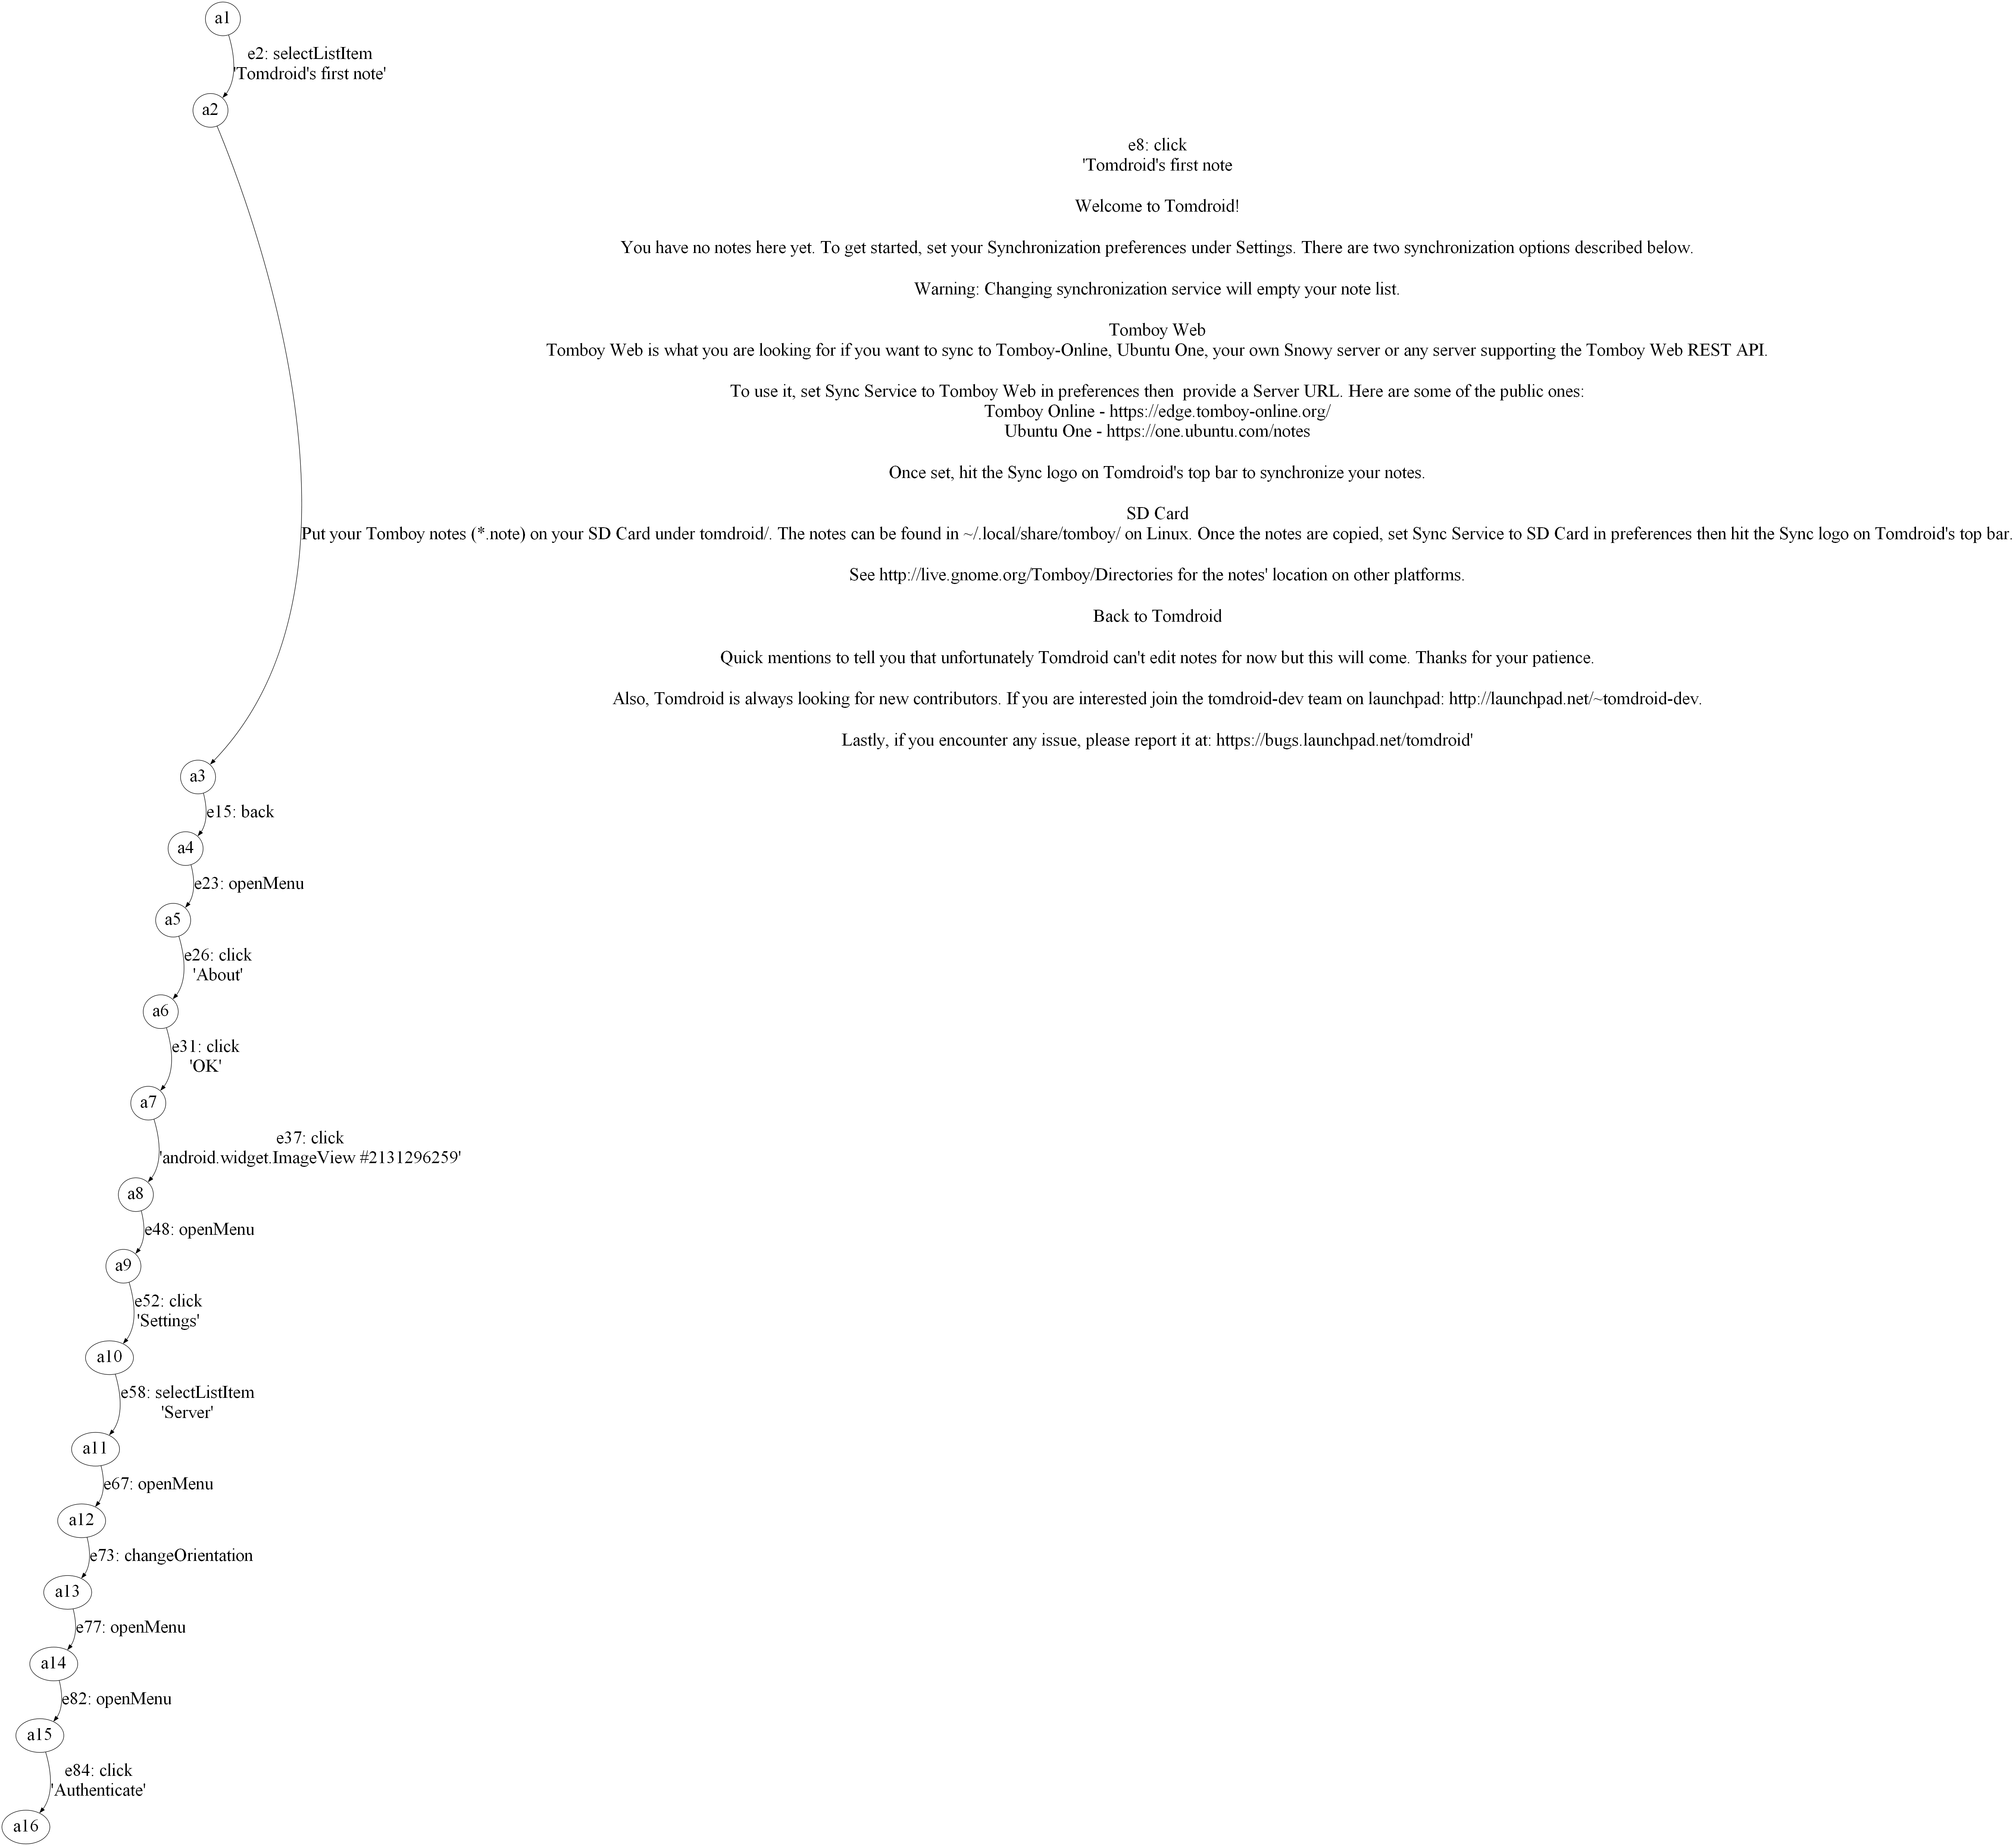 a1
e2: selectListItem
'Tomdroid's first note'
a2
e8: click
'Tomdroid's first note
Welcome to Tomdroid!
You have no notes here yet. To get started, set your Synchronization preferences under Settings. There are two synchronization options described below.
Warning: Changing synchronization service will empty your note list.
Tomboy Web
Tomboy Web is what you are looking for if you want to sync to Tomboy-Online, Ubuntu One, your own Snowy server or any server supporting the Tomboy Web REST API.
To use it, set Sync Service to Tomboy Web in preferences then  provide a Server URL. Here are some of the public ones:
Tomboy Online - https://edge.tomboy-online.org/
Ubuntu One - https://one.ubuntu.com/notes
Once set, hit the Sync logo on Tomdroid's top bar to synchronize your notes.
SD Card
Put your Tomboy notes (*.note) on your SD Card under tomdroid/. The notes can be found in ~/.local/share/tomboy/ on Linux. Once the notes are copied, set Sync Service to SD Card in preferences then hit the Sync logo on Tomdroid's top bar.
See http://live.gnome.org/Tomboy/Directories for the notes' location on other platforms.
Back to Tomdroid
Quick mentions to tell you that unfortunately Tomdroid can't edit notes for now but this will come. Thanks for your patience.
Also, Tomdroid is always looking for new contributors. If you are interested join the tomdroid-dev team on launchpad: http://launchpad.net/~tomdroid-dev.
Lastly, if you encounter any issue, please report it at: https://bugs.launchpad.net/tomdroid'
a3
e15: back
a4
e23: openMenu
a5
e26: click
'About'
a6
e31: click
'OK'
a7
e37: click
'android.widget.ImageView #2131296259'
a8
e48: openMenu
a9
e52: click
'Settings'
a10
e58: selectListItem
'Server'
a11
e67: openMenu
a12
e73: changeOrientation
a13
e77: openMenu
a14
e82: openMenu
a15
e84: click
'Authenticate'
a16